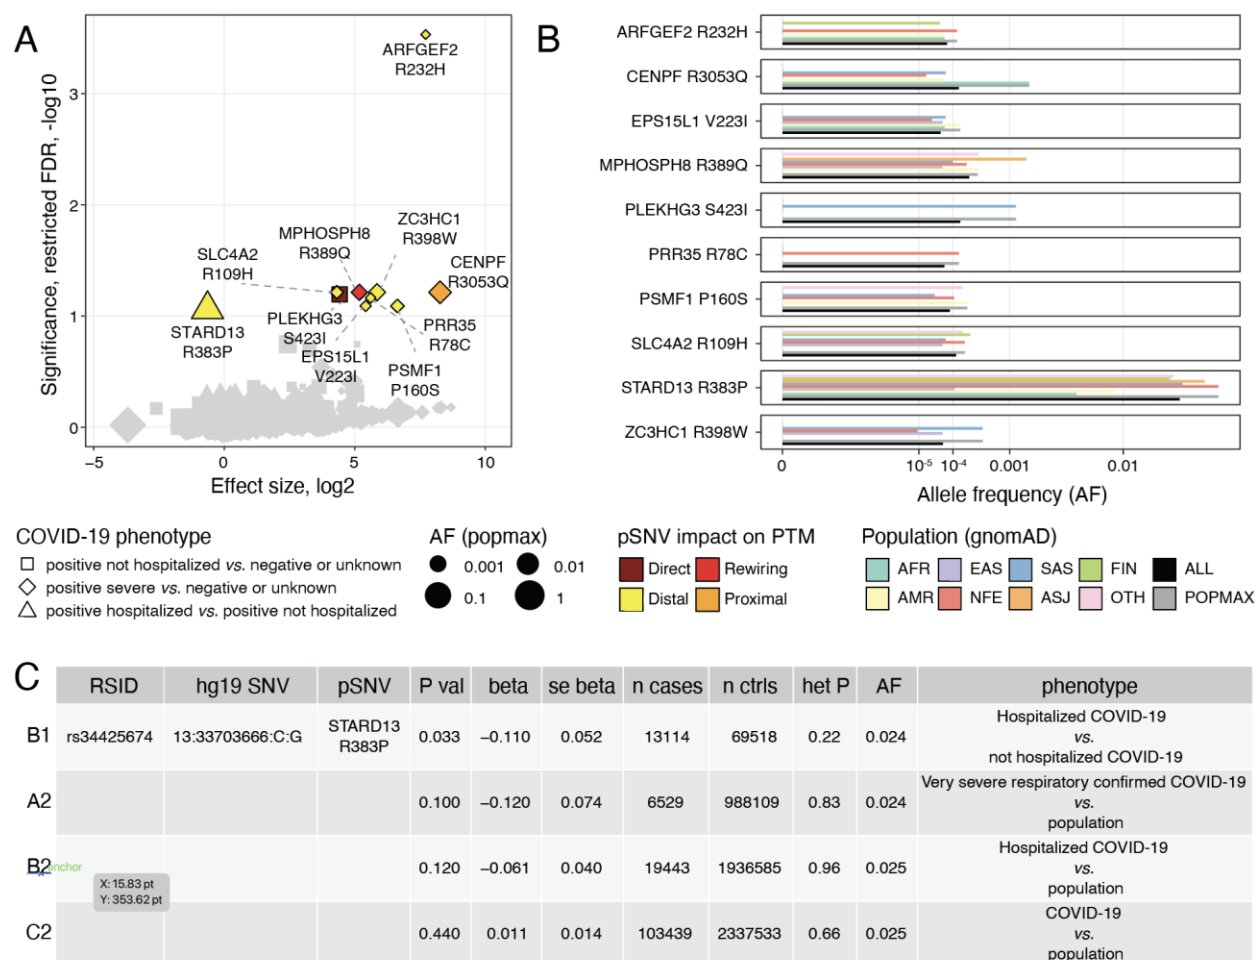 A
Significance, restricted FDR, -log10
3
2
1
0
ARFGEF2
R232H
ZC3HC1
R398W
MPHOSPH8
R389Q
SLC4A2
R109H
CENPF
R3053Q
STARD13
R383P
PLEKHG3
S423I
EPS15L1
V223I
PRR35
R78C
PSMF1
P160S
−5 0 5 10
Effect size, log2
B
ARFGEF2 R232H
CENPF R3053Q
EPS15L1 V223I
MPHOSPH8 R389Q
PLEKHG3 S423I
PRR35 R78C
PSMF1 P160S
SLC4A2 R109H
STARD13 R383P
ZC3HC1 R398W
0 10-5 10-4 0.001 0.01
Allele frequency (AF)
COVID-19 phenotype
positive not hospitalized vs. negative or unknown
positive severe vs. negative or unknown
positive hospitalized vs. positive not hospitalized
AF (popmax)
0.001 0.01
0.1 1
pSNV impact on PTM
Direct Rewiring
Distal Proximal
Population (gnomAD)
AFR EAS SAS FIN ALL
AMR NFE ASJ OTH POPMAX
C
RSID hg19 SNV pSNV P val beta se beta n cases n ctrls het P AF phenotype
B1 rs34425674 13:33703666:C:G STARD13 R383P 0.033 −0.110 0.052 13114 69518 0.22 0.024 Hospitalized COVID-19
vs.
not hospitalized COVID-19
A2 0.100 −0.120 0.074 6529 988109 0.83 0.024 Very severe respiratory confirmed COVID-19
vs.
population
B2 0.120 −0.061 0.040 19443 1936585 0.96 0.025 Hospitalized COVID-19
vs.
population
anchor
X: 15.83 pt
Y: 353.62 pt
C2 0.440 0.011 0.014 103439 2337533 0.66 0.025 COVID-19
vs.
population